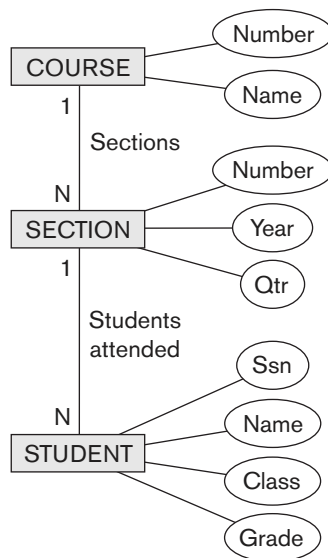 Number
COURSE
Name
1
Sections
Number
N
SECTION
Year
1
Qtr
Students
attended
Ssn
Name
N
STUDENT
Class
Grade